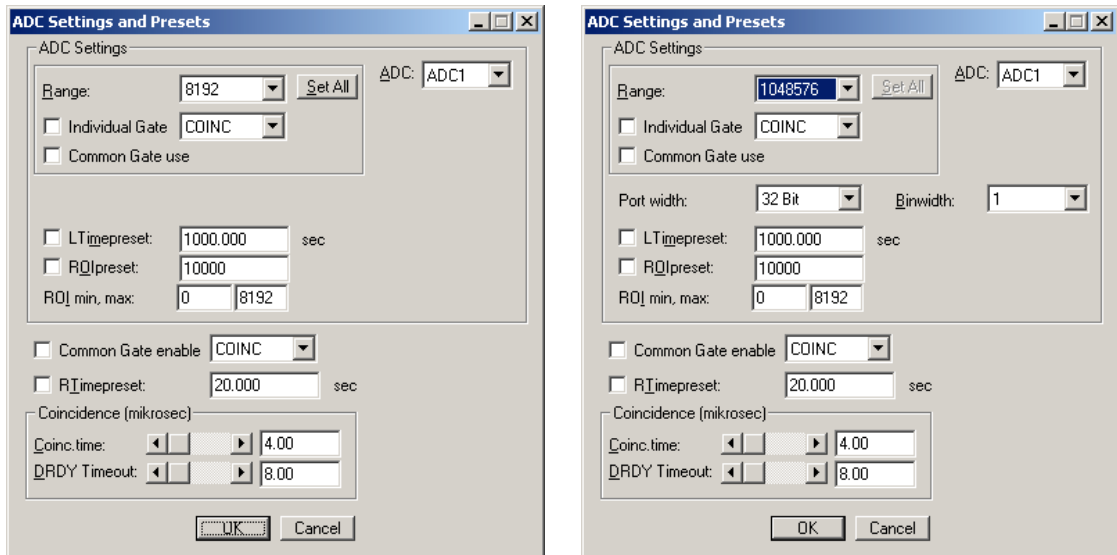 ADC Settings and Presets
ADC Settings
Range: 8192 Set All ADC: ADC1
Individual Gate COINC
Common Gate use
LTimepreset: 1000.000 sec
ROIpreset: 10000
ROI min, max: 0 8192
Common Gate enable COINC
RTimepreset: 20.000 sec
Coincidence (mikrosec)
Coinc.time: 4.00
DRDY Timeout: 8.00
OK Cancel
ADC Settings and Presets
ADC Settings
Range: 1048576 Set All ADC: ADC1
Individual Gate COINC
Common Gate use
Port width: 32 Bit Binwidth: 1
LTimepreset: 1000.000 sec
ROIpreset: 10000
ROI min, max: 0 8192
Common Gate enable COINC
RTimepreset: 20.000 sec
Coincidence (mikrosec)
Coinc.time: 4.00
DRDY Timeout: 8.00
OK Cancel